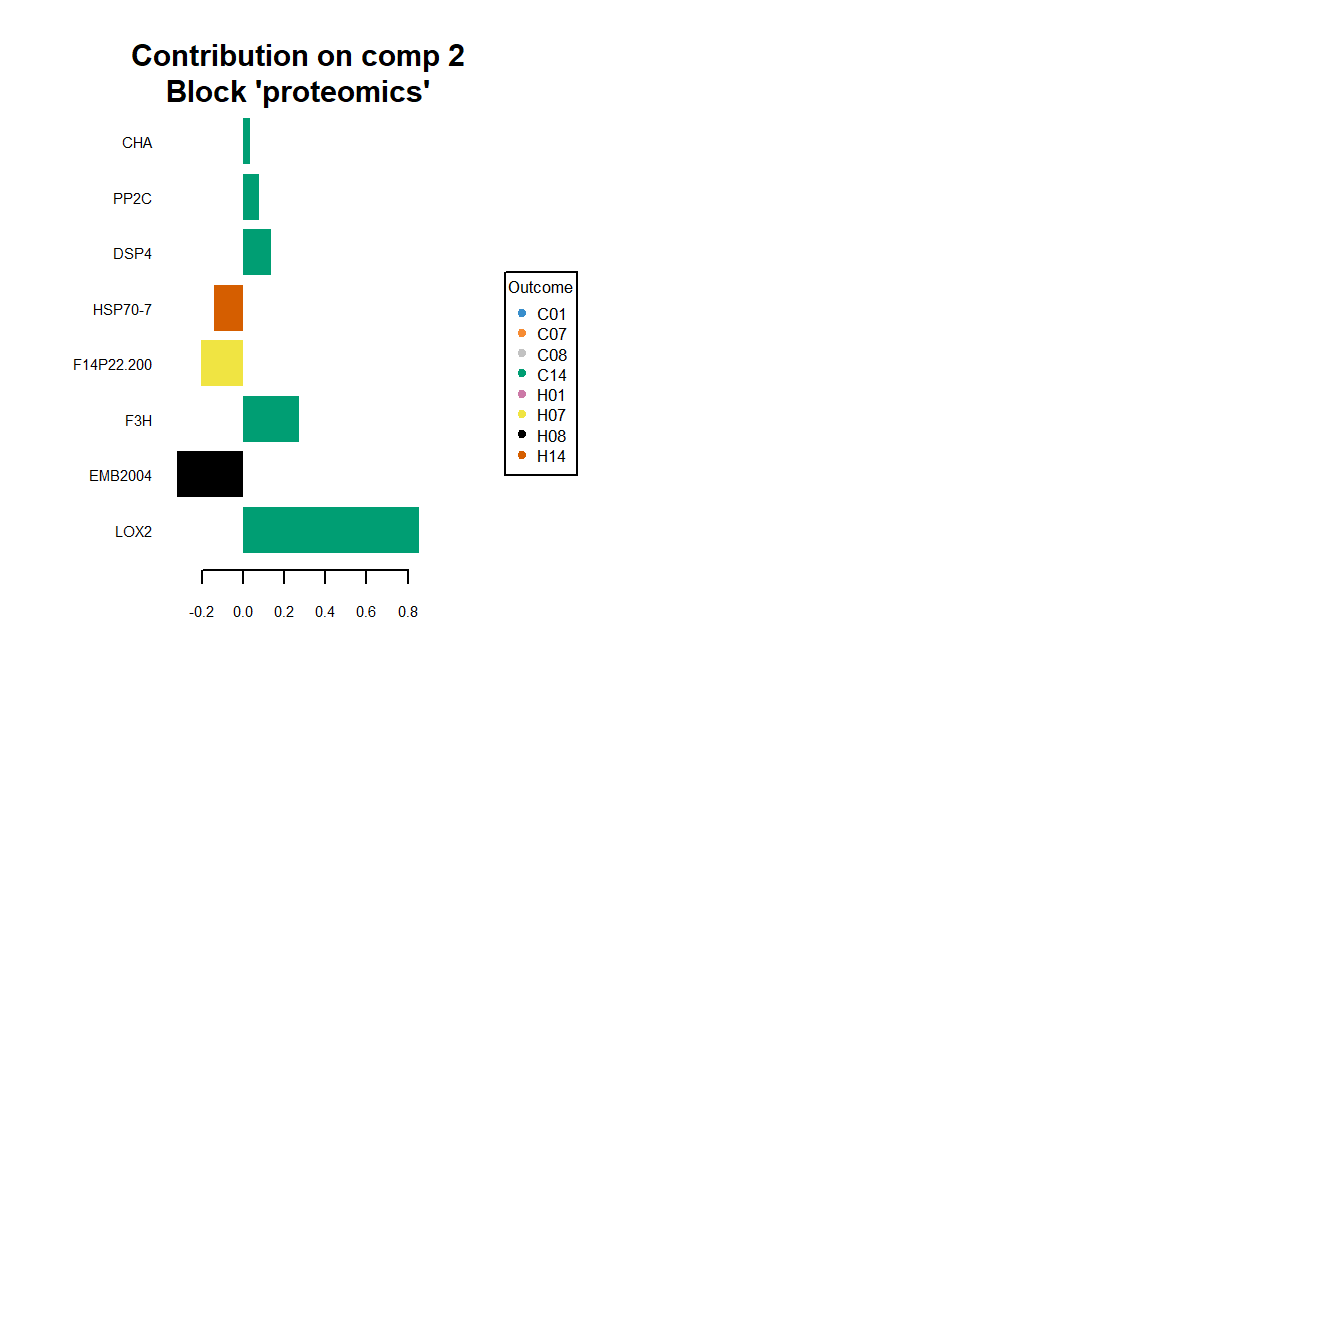 Contribution on comp 2
Block 'proteomics'
CHA
PP2C
DSP4
HSP70-7
F14P22.200
F3H
EMB2004
LOX2
-0.2 0.0 0.2 0.4 0.6 0.8
Outcome
C01
C07
C08
C14
H01
H07
H08
H14